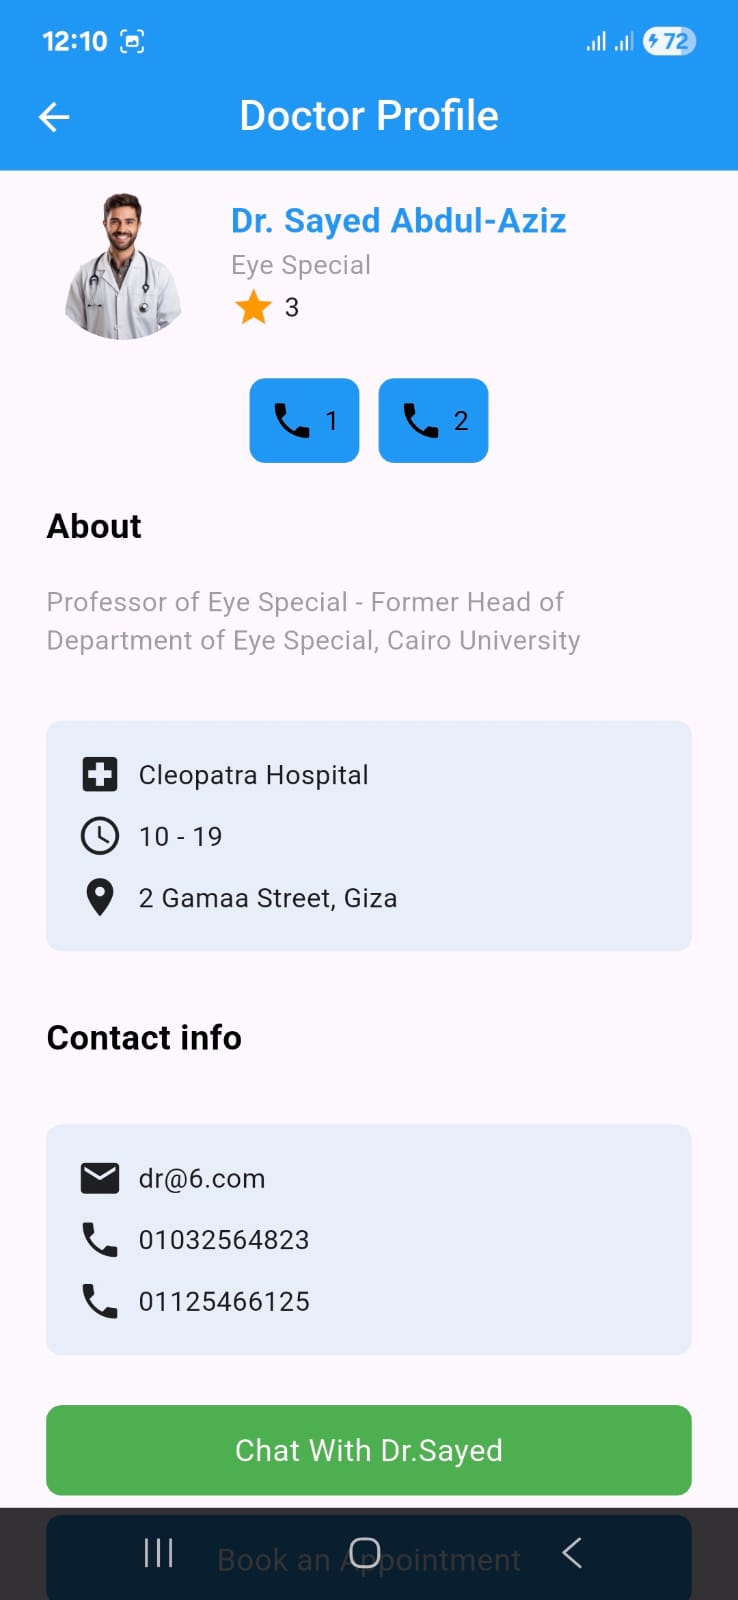 12:10
72
Doctor Profile
Dr. Sayed Abdul-Aziz
Eye Special
3
1
2
About
Professor of Eye Special - Former Head of
Department of Eye Special, Cairo University
Cleopatra Hospital
10 - 19
2 Gamaa Street, Giza
Contact info
dr@6.com
01032564823
01125466125
Chat With Dr.Sayed
Book an Appointment